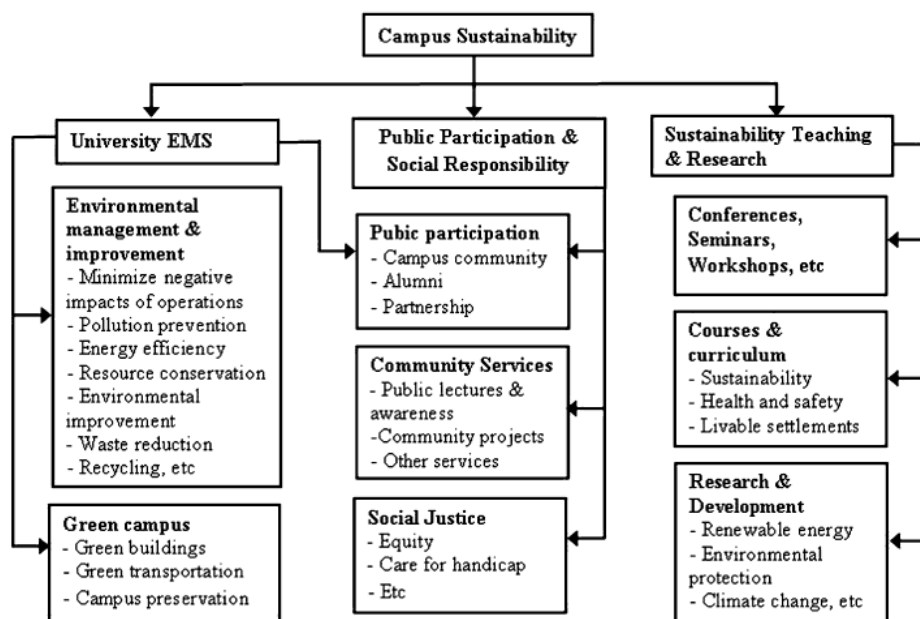 Campus Sustainability
University EMS
Environmental
management &
improvement
- Minimize negative
impacts of operations
- Pollution prevention
- Energy efficiency
- Resource conservation
- Environmental
improvement
- Waste reduction
- Recycling, etc
Green campus
- Green buildings
- Green transportation
- Campus preservation
Public Participation &
Social Responsibility
Pubic participation
- Campus community
- Alumni
- Partnership
Community Services
- Public lectures &
awareness
-Community projects
- Other services
Social Justice
- Equity
- Care for handicap
- Etc
Sustainability Teaching
& Research
Conferences,
Seminars,
Workshops, etc
Courses &
curriculum
- Sustainability
- Health and safety
- Livable settlements
Research &
Development
- Renewable energy
- Environmental
protection
- Climate change, etc